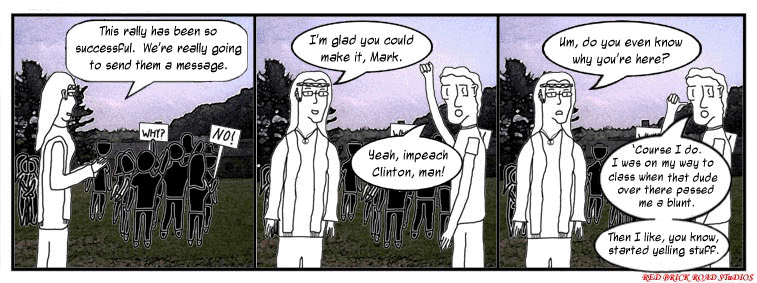 This rally has been so
successful. We're really going
to send them a message.
WHY?
NO!
I'm glad you could
make it, Mark.
Yeah, impeach
Clinton, man!
Um, do you even know
why you're here?
'Course I do.
I was on my way to
class when that dude
over there passed
me a blunt.
Then I like, you know,
started yelling stuff.
RED BRICK ROAD STuDIOS